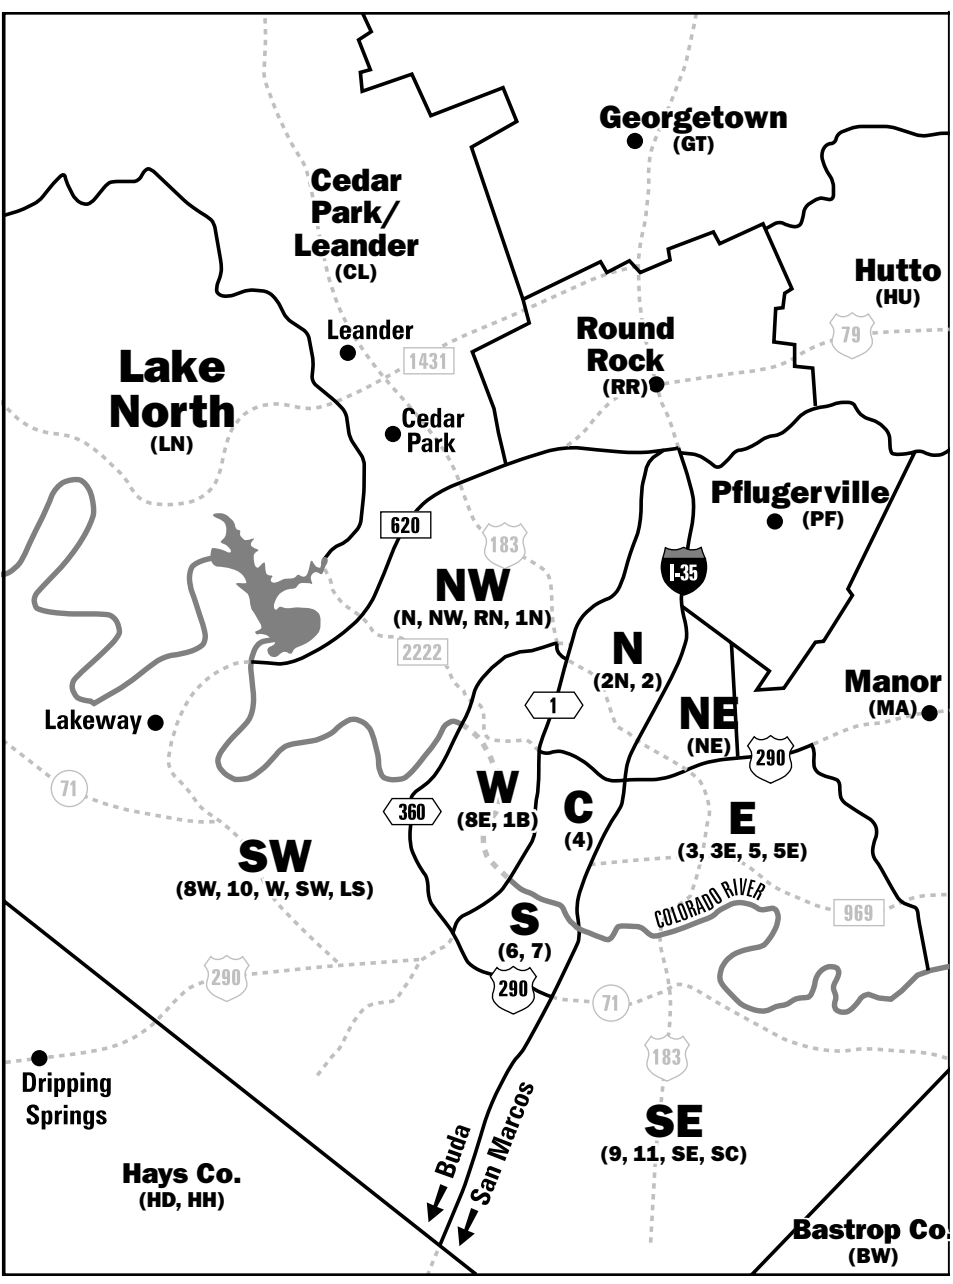 Georgetown
(GT)
Cedar
Park/
Leander
(CL)
Hutto
(HU)
Leander
Round
Rock
(RR)
79
1431
Lake
North
(LN)
Cedar
Park
Pflugerville
(PF)
620
183
I-35
NW
(N, NW, RN, 1N)
2222
N
(2N, 2)
Manor
(MA)
1
NE
(NE)
Lakeway
290
71
W
(8E, 1B)
360
C
(4)
E
(3, 3E, 5, 5E)
SW
(8W, 10, W, SW, LS)
COLORADO RIVER
969
S
(6, 7)
290
290
71
183
Dripping
Springs
SE
(9, 11, SE, SC)
Buda
San Marcos
Hays Co.
(HD, HH)
Bastrop Co.
(BW)